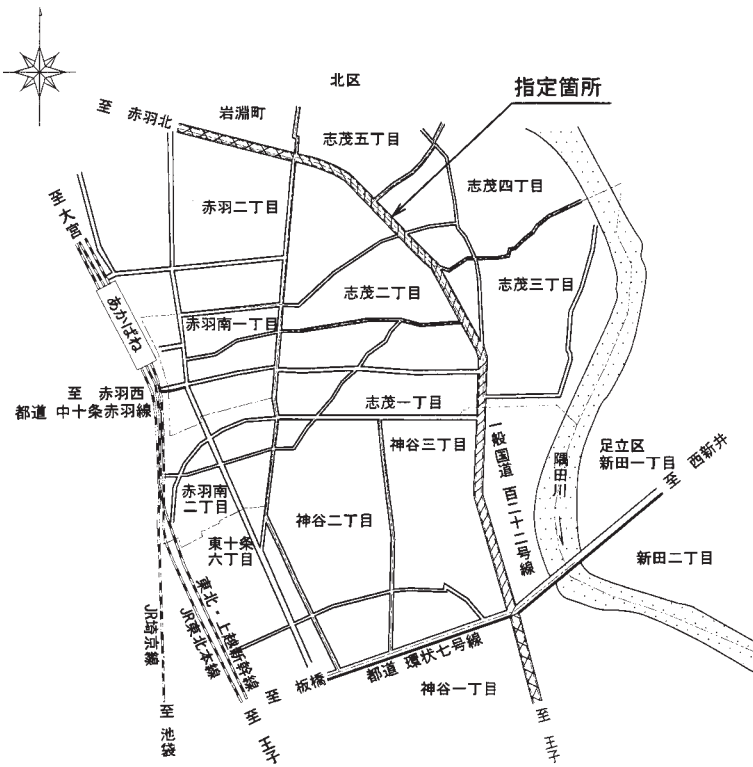 北区
指定箇所
至 赤羽北
岩淵町
志茂五丁目
志茂四丁目
至大宮
赤羽二丁目
志茂二丁目
志茂三丁目
あかばね
赤羽南一丁目
至 赤羽西
都道 中十条赤羽線
志茂一丁目
神谷三丁目
一般国道 百二十二号線
隅田川
足立区
新田一丁目
至 西新井
赤羽南
二丁目
神谷二丁目
東十条
六丁目
新田二丁目
東北・上越新幹線
JR東北本線
JR埼京線
至 板橋
都道 環状七号線
神谷一丁目
至 池袋
至 王子
至 王子